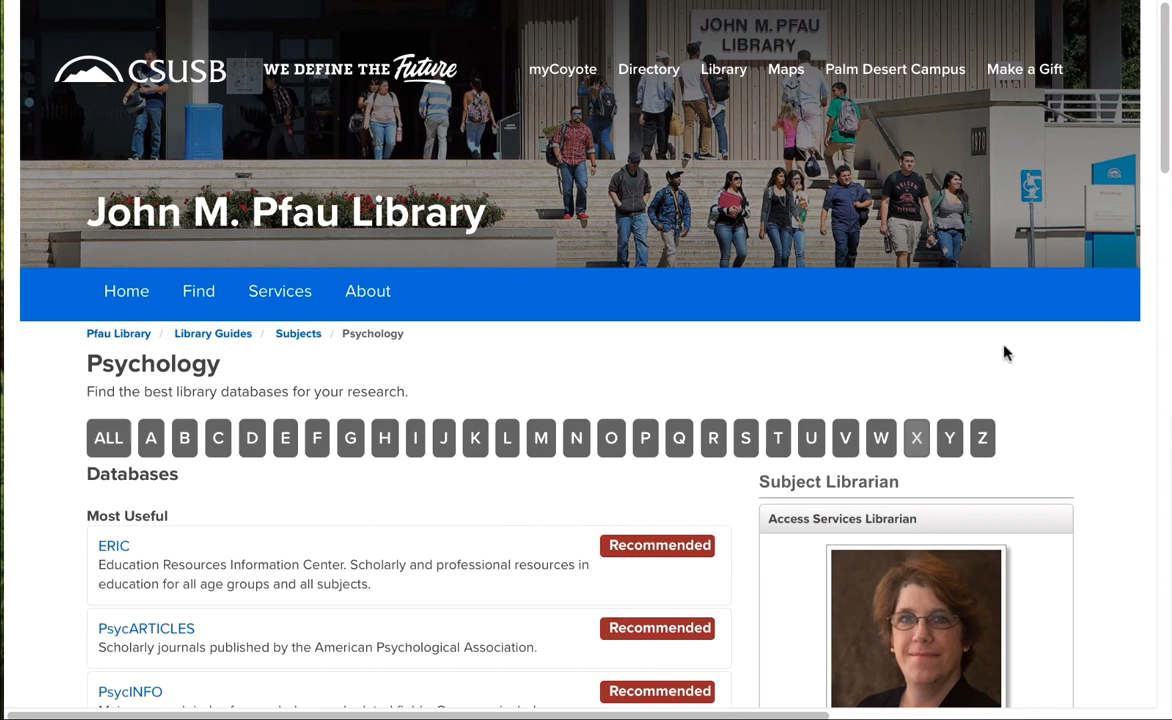 JOHN M. PFAU
LIBRARY
CSUSB
WE DEFINE THE Future
myCoyote Directory Library Maps Palm Desert Campus Make a Gift
John M. Pfau Library
Home Find Services About
Pfau Library / Library Guides / Subjects / Psychology
Psychology
Find the best library databases for your research.
ALL A B C D E F G H I J K L M N O P Q R S T U V W X Y Z
Databases
Most Useful
ERIC Recommended
Education Resources Information Center. Scholarly and professional resources in
education for all age groups and all subjects.
PsycARTICLES Recommended
Scholarly journals published by the American Psychological Association.
PsycINFO Recommended
Subject Librarian
Access Services Librarian